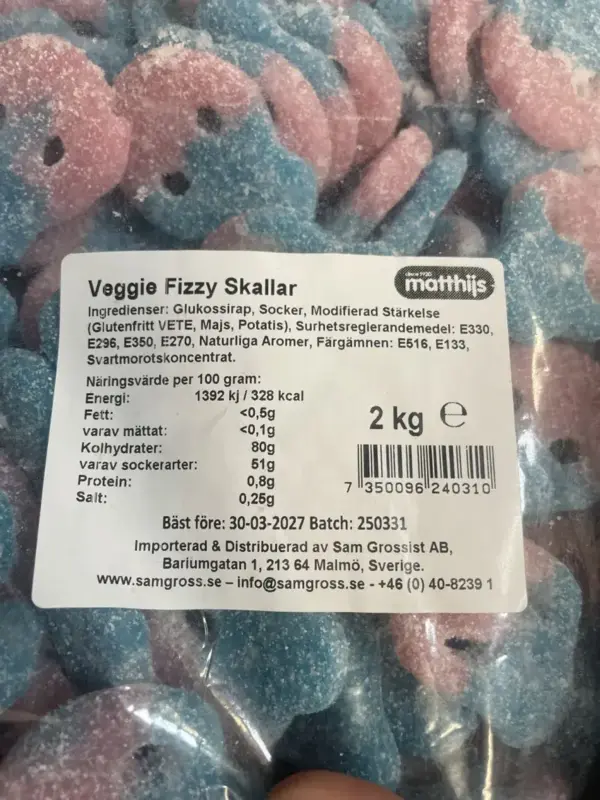 Veggie Fizzy Skallar
since 1920
matthijs
Ingredienser: Glukossirap, Socker, Modifierad Stärkelse
(Glutenfritt VETE, Majs, Potatis), Surhetsreglerandemedel: E330,
E296, E350, E270, Naturliga Aromer, Färgämnen: E516, E133,
Svartmorotskoncentrat.
Näringsvärde per 100 gram:
Energi: 1392 kj / 328 kcal
Fett: <0,5g
varav mättat: <0,1g
Kolhydrater: 80g
varav sockerarter: 51g
Protein: 0,8g
Salt: 0,25g
2 kg ℮
7 350096 240310
Bäst före: 30-03-2027 Batch: 250331
Importerad & Distribuerad av Sam Grossist AB,
Bariumgatan 1, 213 64 Malmö, Sverige.
www.samgross.se – info@samgross.se - +46 (0) 40-8239 1